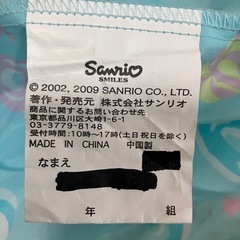 Sanrio
SMILES
© 2002, 2009 SANRIO CO., LTD.
著作・発売元 株式会社サンリオ
商品に関するお問い合わせ
東京都品川区大崎1-6-1
03-3779-8148
受付時間:10時〜17時(土日祝日を除く)
MADE IN CHINA 中国製
なまえ
年 組